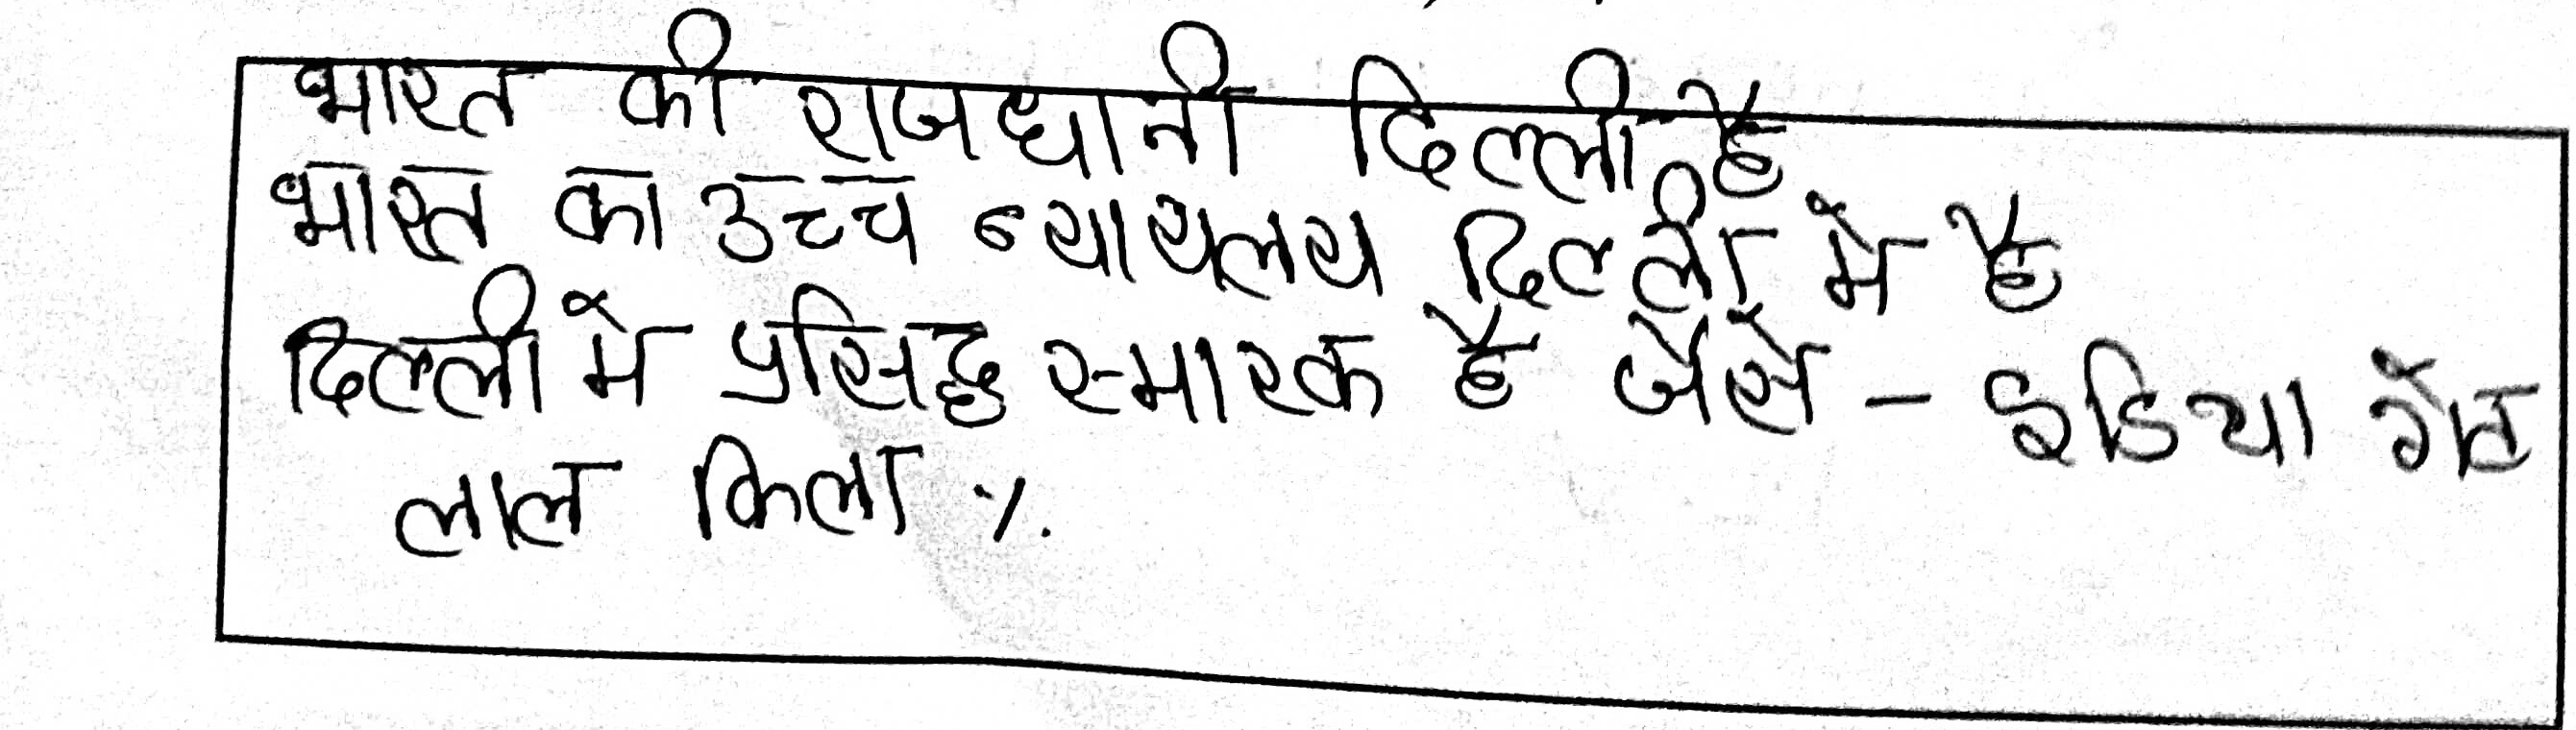 भारत की राजधानी दिल्ली है
भारत का उच्च न्यायलय दिल्ली में है
दिल्ली में प्रसिद्ध स्मारक है जैसे - इंडिया गेट
लाल किला ./.